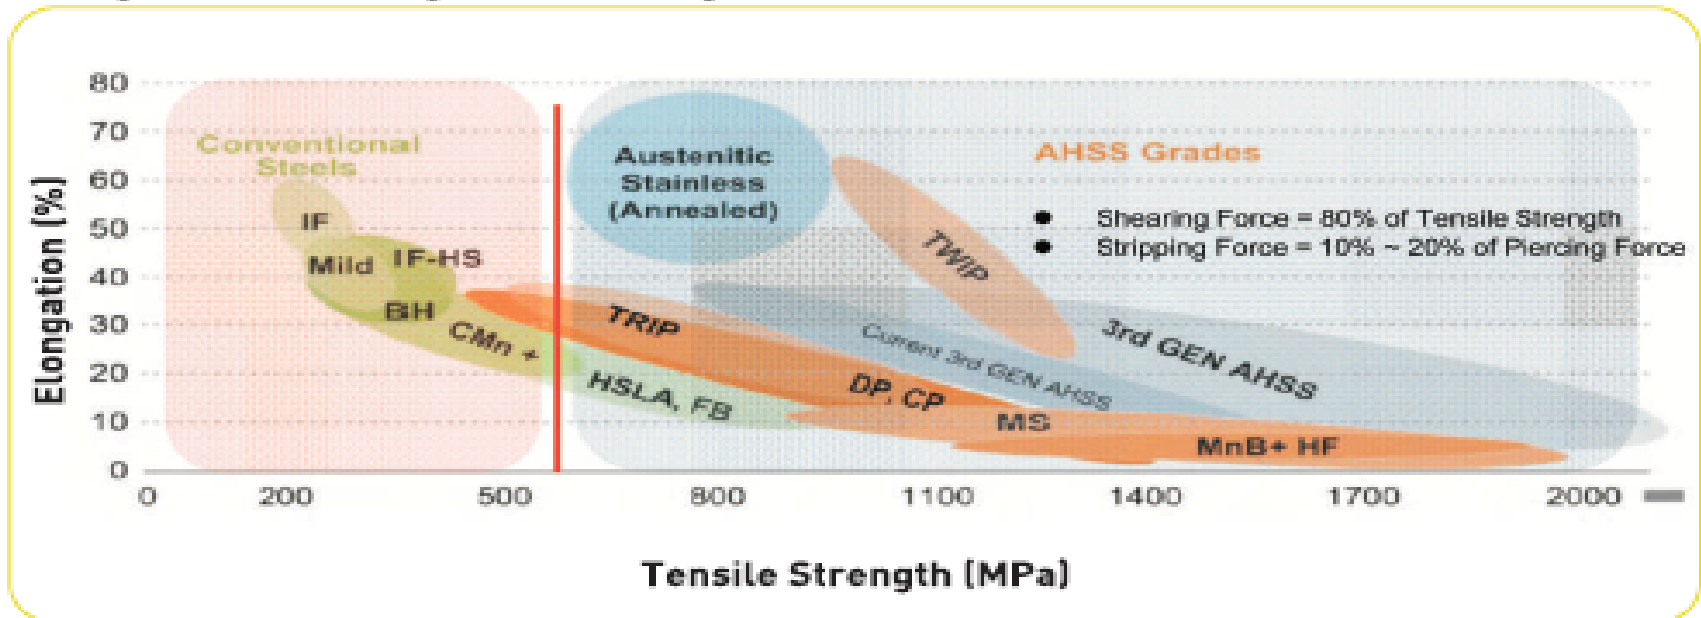 80
70
60
50
40
30
20
10
0
Elongation (%)
Conventional
Steels
IF
Mild
IF-HS
BH
CMn +
HSLA, FB
Austenitic
Stainless
(Annealed)
TRIP
DP, CP
TWIP
Current 3rd GEN AHSS
MS
MnB+ HF
3rd GEN AHSS
AHSS Grades
● Shearing Force = 80% of Tensile Strength
● Stripping Force = 10% ~ 20% of Piercing Force
0 200 500 800 1100 1400 1700 2000
Tensile Strength (MPa)